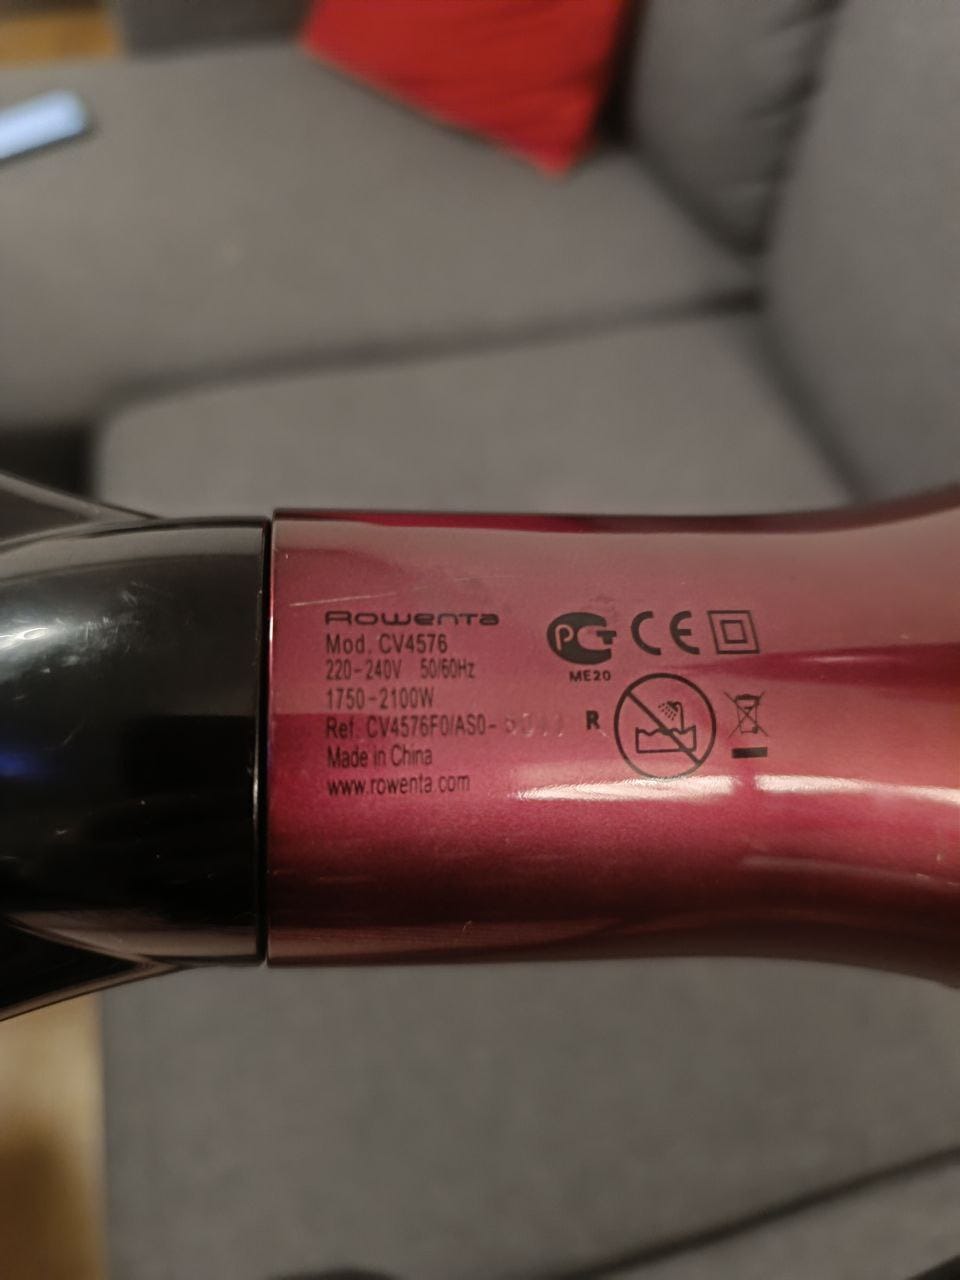 Rowenta
Mod. CV4576
220-240V 50/60Hz
1750-2100W
Ref. CV4576F0/AS0-
Made in China
www.rowenta.com
РСТ CE
ME20
R